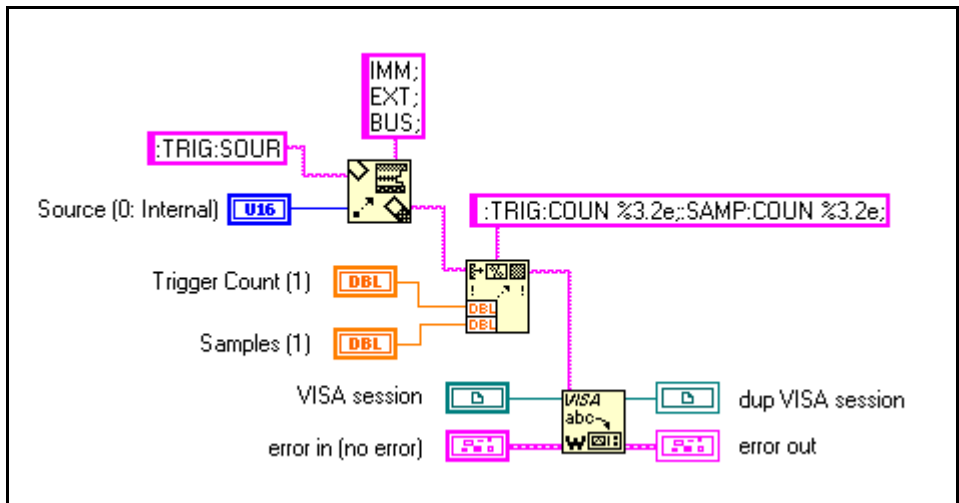 IMM;
EXT;
BUS;
:TRIG:SOUR
Source (0: Internal) U16
:TRIG:COUN %3.2e;:SAMP:COUN %3.2e;
Trigger Count (1) DBL
DBL
DBL
Samples (1) DBL
VISA session
VISA
abc
W
dup VISA session
error in (no error)
error out